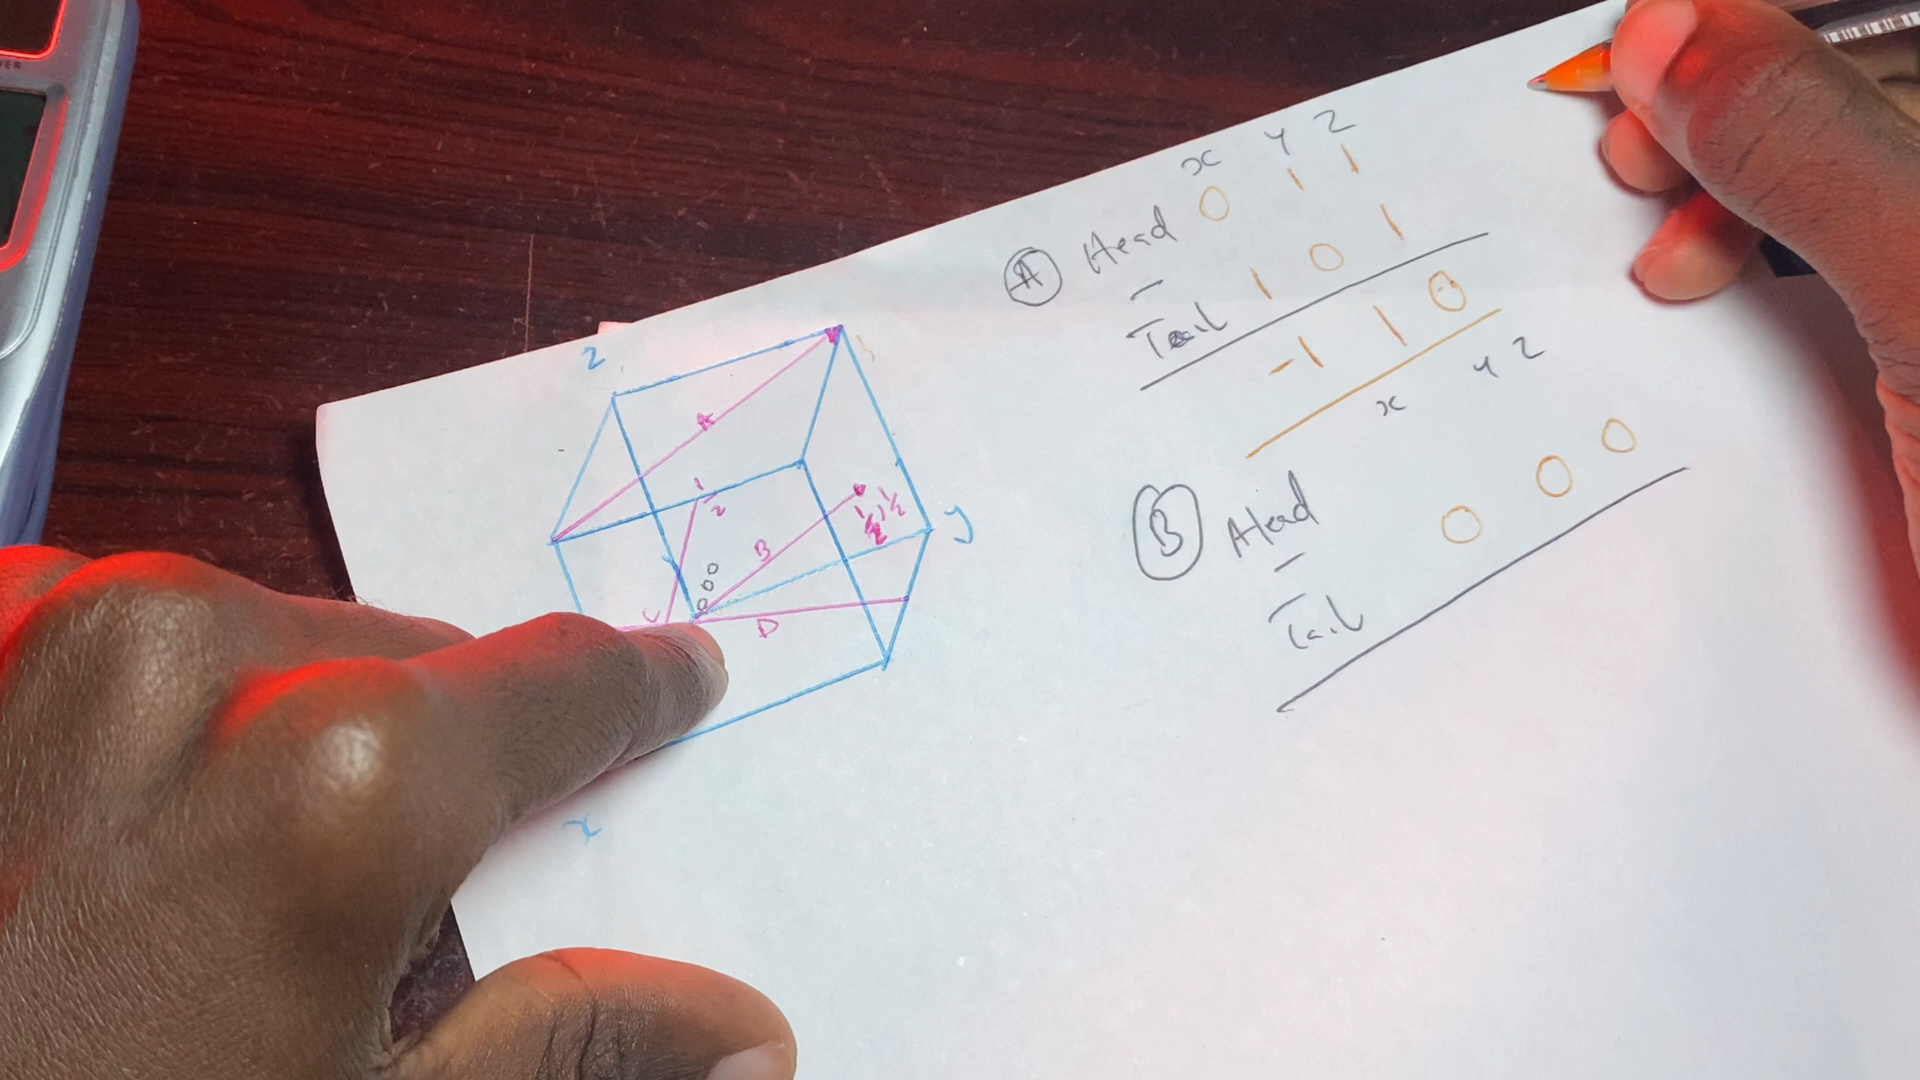 x y z
Ⓐ Head 0 1 1
-
Tail 1 0 1
-1 1 0
x y z
Ⓑ Head
-
Tail
0 0 0
z
A
1/2
B
1/2, 1/2
y
000
C
D
x